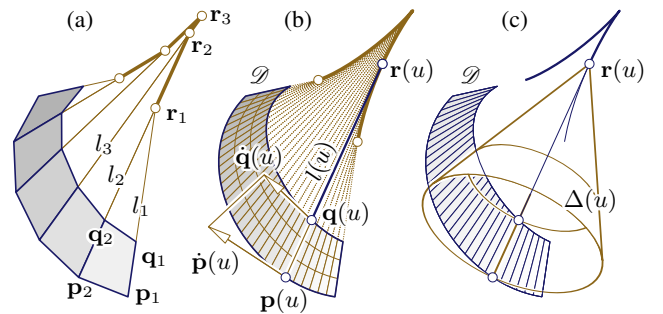 (a)
r₃
r₂
r₁
l₃
l₂
l₁
q₂
q₁
p₂
p₁
(b)
𝒟
r(u)
q̇(u)
l(u)
q(u)
ṗ(u)
p(u)
(c)
𝒟
r(u)
Δ(u)